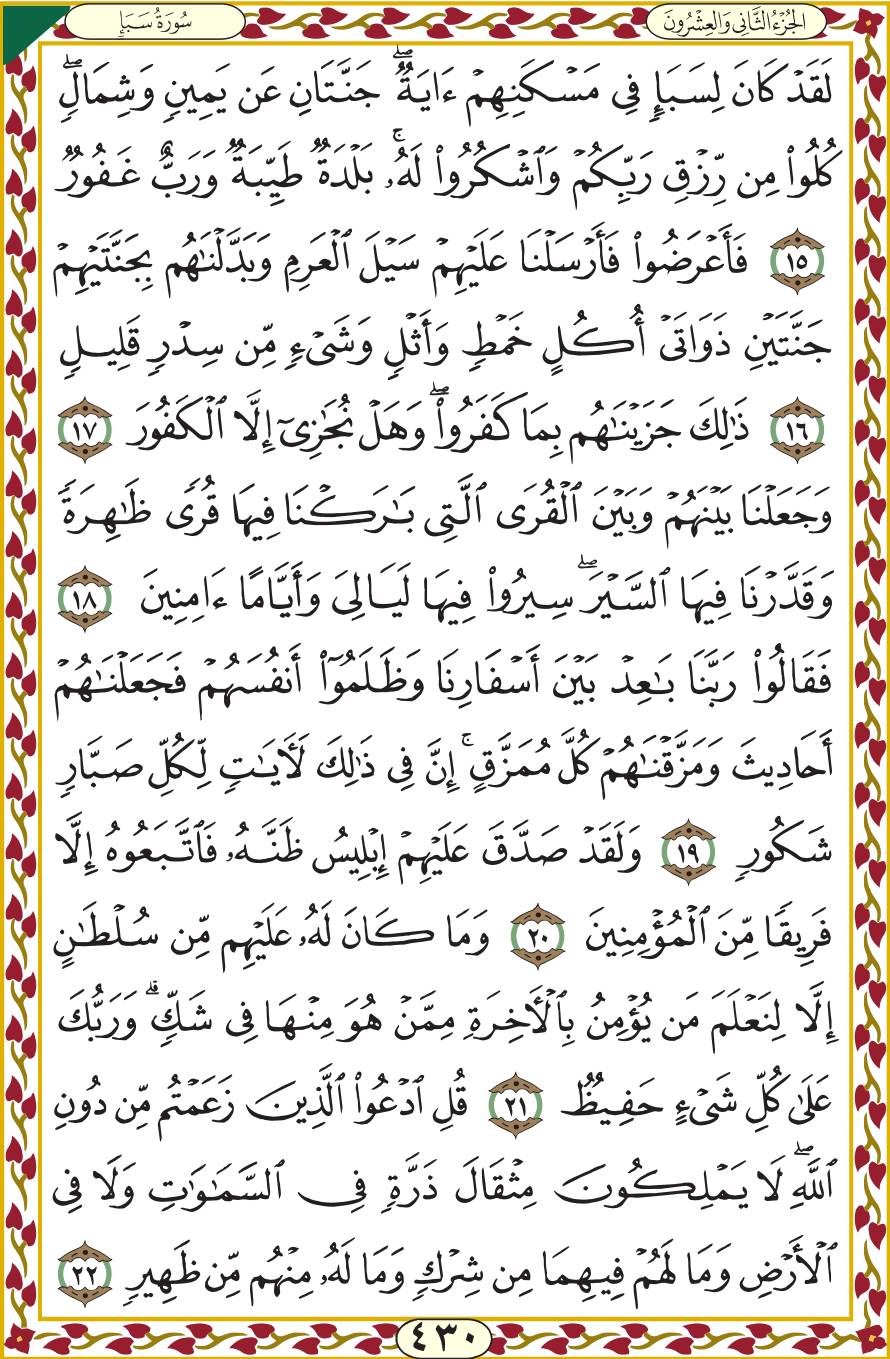 الجُزْءُ الثَّانِي وَالعِشْرُونَ
سُورَةُ سَبَإٍ
لَقَدْ كَانَ لِسَبَإٍ فِي مَسْكَنِهِمْ ءَايَةٌۖ جَنَّتَانِ عَن يَمِينٍ وَشِمَالٍۖ
كُلُوا۟ مِن رِّزْقِ رَبِّكُمْ وَٱشْكُرُوا۟ لَهُۥۚ بَلْدَةٌ طَيِّبَةٌ وَرَبٌّ غَفُورٌ
١٥ فَأَعْرَضُوا۟ فَأَرْسَلْنَا عَلَيْهِمْ سَيْلَ ٱلْعَرِمِ وَبَدَّلْنَٰهُم بِجَنَّتَيْهِمْ
جَنَّتَيْنِ ذَوَاتَىْ أُكُلٍ خَمْطٍ وَأَثْلٍ وَشَىْءٍ مِّن سِدْرٍ قَلِيلٍ
١٦ ذَٰلِكَ جَزَيْنَٰهُم بِمَا كَفَرُوا۟ۖ وَهَلْ نُجَٰزِىٓ إِلَّا ٱلْكَفُورَ ١٧
وَجَعَلْنَا بَيْنَهُمْ وَبَيْنَ ٱلْقُرَى ٱلَّتِى بَٰرَكْنَا فِيهَا قُرًى ظَٰهِرَةً
وَقَدَّرْنَا فِيهَا ٱلسَّيْرَۖ سِيرُوا۟ فِيهَا لَيَالِىَ وَأَيَّامًا ءَامِنِينَ ١٨
فَقَالُوا۟ رَبَّنَا بَٰعِدْ بَيْنَ أَسْفَارِنَا وَظَلَمُوٓا۟ أَنفُسَهُمْ فَجَعَلْنَٰهُمْ
أَحَادِيثَ وَمَزَّقْنَٰهُمْ كُلَّ مُمَزَّقٍۚ إِنَّ فِى ذَٰلِكَ لَءَايَٰتٍ لِّكُلِّ صَبَّارٍ
شَكُورٍ ١٩ وَلَقَدْ صَدَّقَ عَلَيْهِمْ إِبْلِيسُ ظَنَّهُۥ فَٱتَّبَعُوهُ إِلَّا
فَرِيقًا مِّنَ ٱلْمُؤْمِنِينَ ٢٠ وَمَا كَانَ لَهُۥ عَلَيْهِم مِّن سُلْطَٰنٍ
إِلَّا لِنَعْلَمَ مَن يُؤْمِنُ بِٱلْءَاخِرَةِ مِمَّنْ هُوَ مِنْهَا فِى شَكٍّۗ وَرَبُّكَ
عَلَىٰ كُلِّ شَىْءٍ حَفِيظٌ ٢١ قُلِ ٱدْعُوا۟ ٱلَّذِينَ زَعَمْتُم مِّن دُونِ
ٱللَّهِۖ لَا يَمْلِكُونَ مِثْقَالَ ذَرَّةٍ فِى ٱلسَّمَٰوَٰتِ وَلَا فِى
ٱلْأَرْضِ وَمَا لَهُمْ فِيهِمَا مِن شِرْكٍ وَمَا لَهُۥ مِنْهُم مِّن ظَهِيرٍ ٢٢
٤٣٠